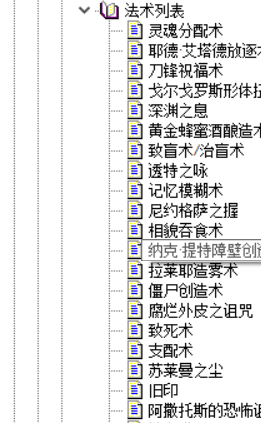 法术列表
灵魂分配术
耶德·艾塔德放逐术
刀锋祝福术
戈尔戈罗斯形体扭
深渊之息
黄金蜂蜜酒酿造术
致盲术/治盲术
透特之咏
记忆模糊术
尼约格萨之握
相貌吞食术
纳克·提特障壁创造
拉莱耶造雾术
僵尸创造术
腐烂外皮之诅咒
致死术
支配术
苏莱曼之尘
旧印
阿撒托斯的恐怖诅